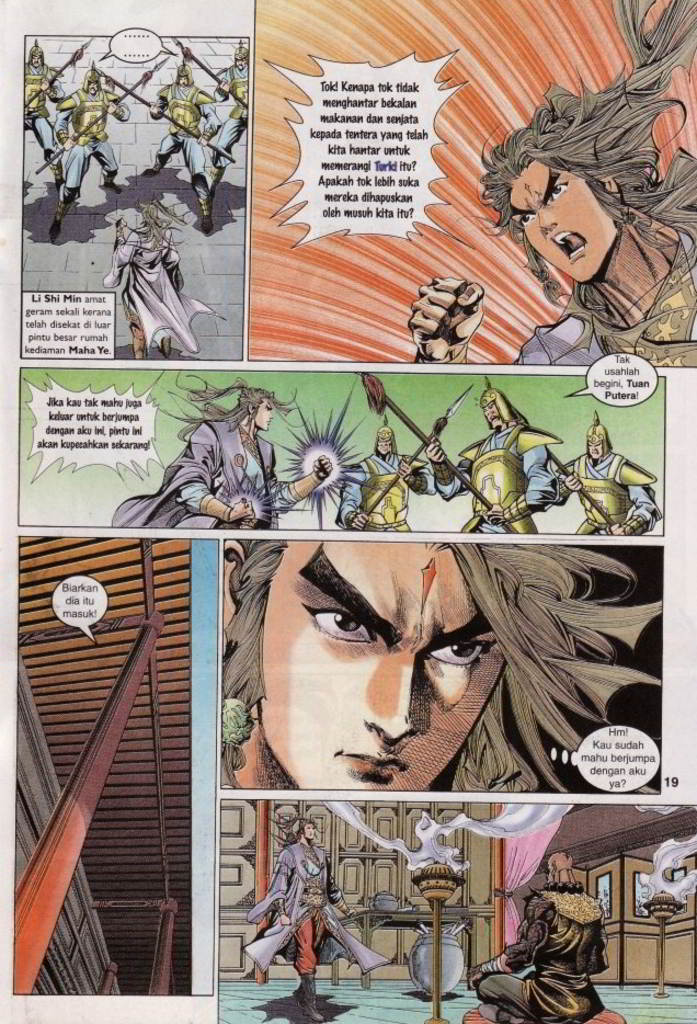 ......
......
Tok! Kenapa tok tidak
menghantar bekalan
makanan dan senjata
kepada tentera yang telah
kita hantar untuk
memerangi Turki itu?
Apakah tok lebih suka
mereka dihapuskan
oleh musuh kita itu?
Li Shi Min amat
geram sekali kerana
telah disekat di luar
pintu besar rumah
kediaman Maha Ye.
Jika kau tak mahu juga
keluar untuk berjumpa
dengan aku ini, pintu ini
akan kupecahkan sekarang!
Tak
usahlah
begini, Tuan
Putera!
Biarkan
dia itu
masuk!
Hm!
Kau sudah
mahu berjumpa
dengan aku
ya?
19